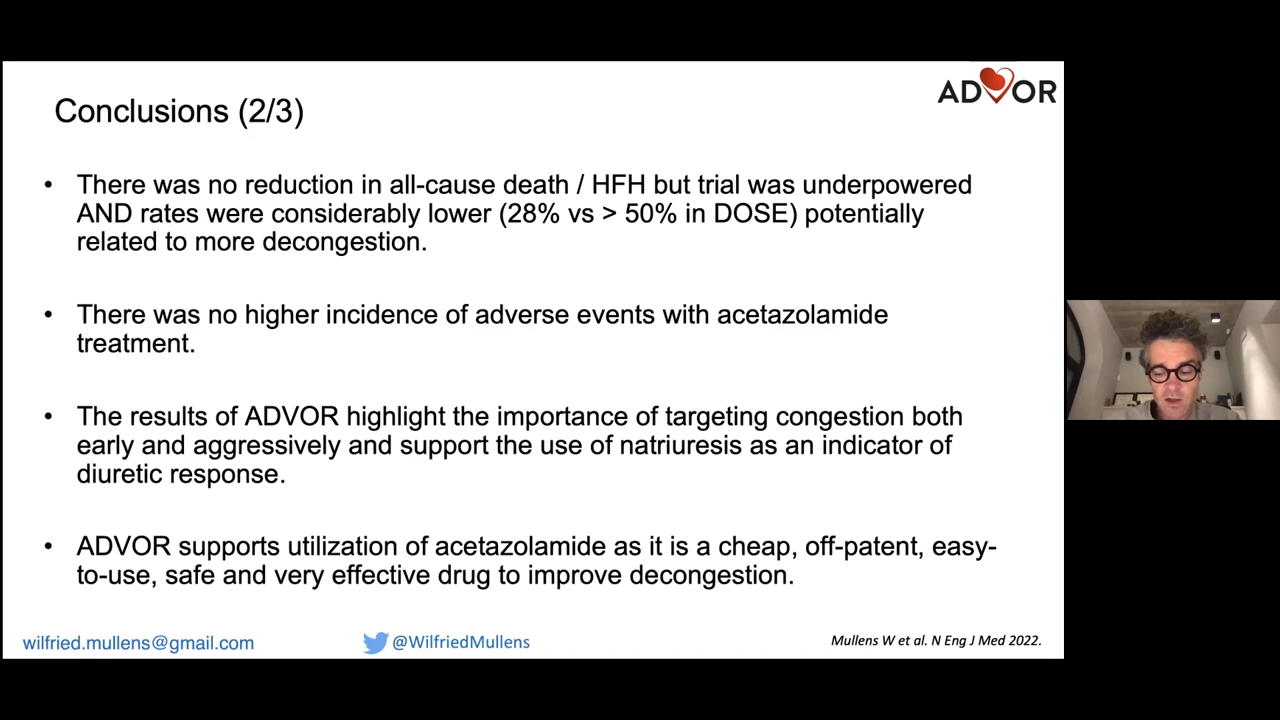 ADVOR
Conclusions (2/3)
• There was no reduction in all-cause death / HFH but trial was underpowered
AND rates were considerably lower (28% vs > 50% in DOSE) potentially
related to more decongestion.
• There was no higher incidence of adverse events with acetazolamide
treatment.
• The results of ADVOR highlight the importance of targeting congestion both
early and aggressively and support the use of natriuresis as an indicator of
diuretic response.
• ADVOR supports utilization of acetazolamide as it is a cheap, off-patent, easy-
to-use, safe and very effective drug to improve decongestion.
wilfried.mullens@gmail.com
@WilfriedMullens
Mullens W et al. N Eng J Med 2022.